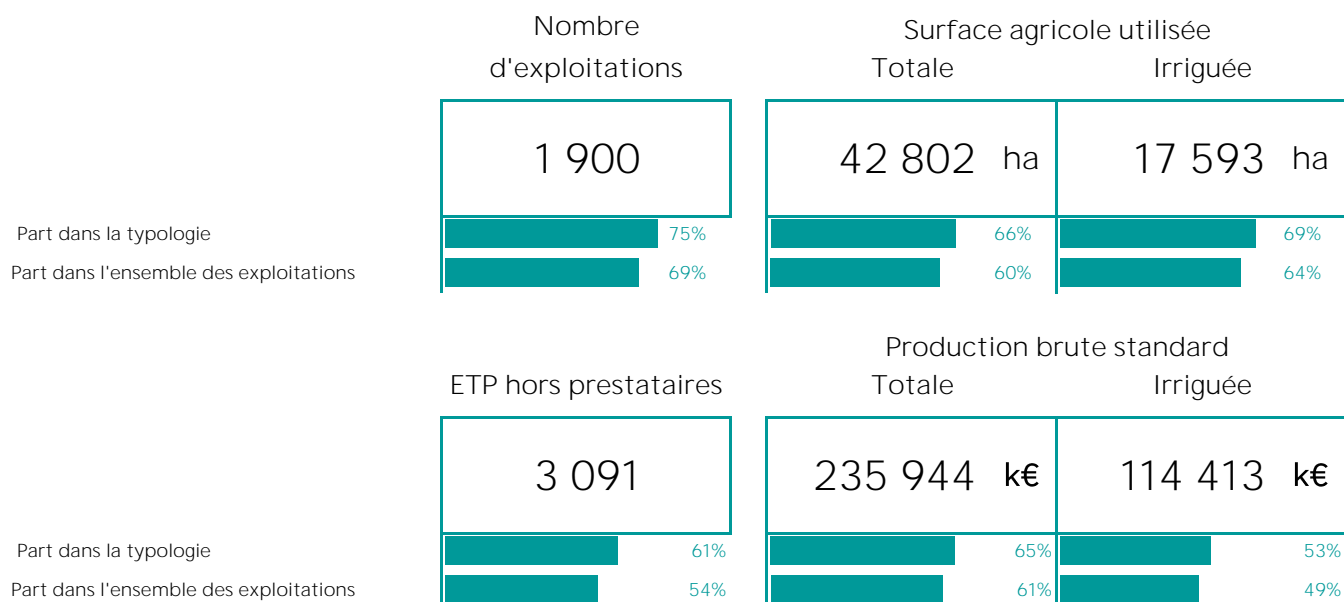 Nombre
d'exploitations
Surface agricole utilisée
Totale Irriguée
1 900 42 802 ha 17 593 ha
Part dans la typologie 75% 66% 69%
Part dans l'ensemble des exploitations 69% 60% 64%
Production brute standard
ETP hors prestataires Totale Irriguée
3 091 235 944 k€ 114 413 k€
Part dans la typologie 61% 65% 53%
Part dans l'ensemble des exploitations 54% 61% 49%